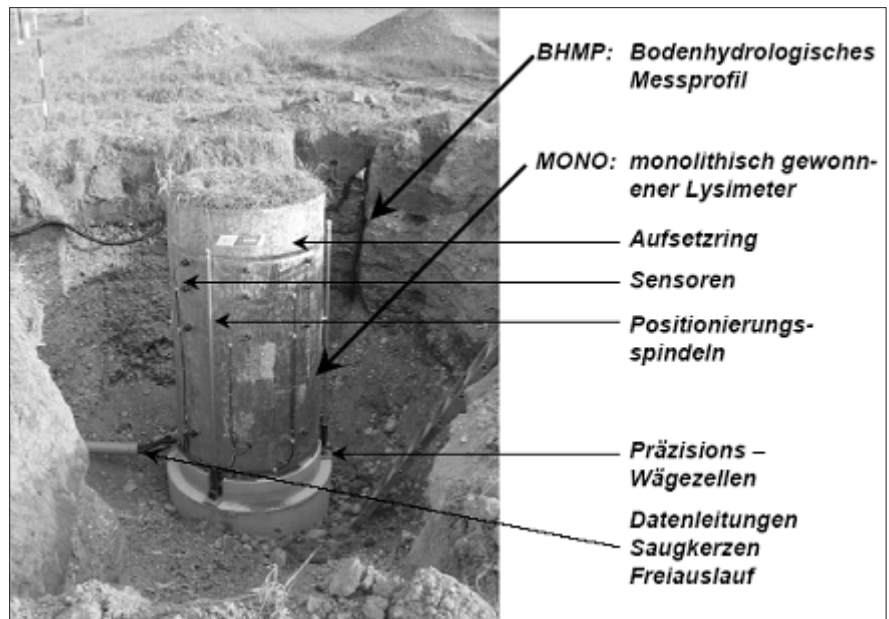 BHMP: Bodenhydrologisches
Messprofil
MONO: monolithisch gewonn-
ener Lysimeter
Aufsetzring
Sensoren
Positionierungs-
spindeln
Präzisions –
Wägezellen
Datenleitungen
Saugkerzen
Freiauslauf